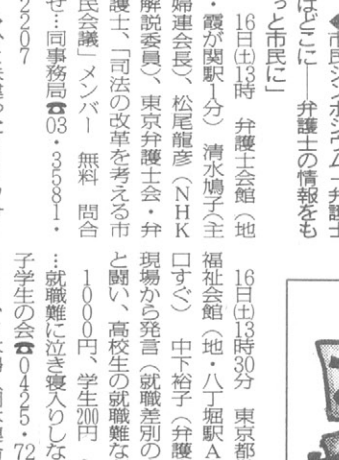 ◆市民シンポジウム「弁護士
はどこに――弁護士の情報をも
っと市民に」
16日㈯13時 弁護士会館(地
・霞が関駅1分) 清水鳩子(主
婦連会長)、松尾龍彦(NHK
解説委員)、東京弁護士会・弁
護士、「司法の改革を考える市
民会議」メンバー 無料 問合
せ…同事務局☎03・3581・
2207
16日㈯13時30分 東京都
福祉会館(地・八丁堀駅A
口すぐ) 中下裕子(弁護
現場から発言(就職差別の
と闘い、高校生の就職難な
1000円、学生200円
…就職難に泣き寝入りしな
子学生の会☎0425・72